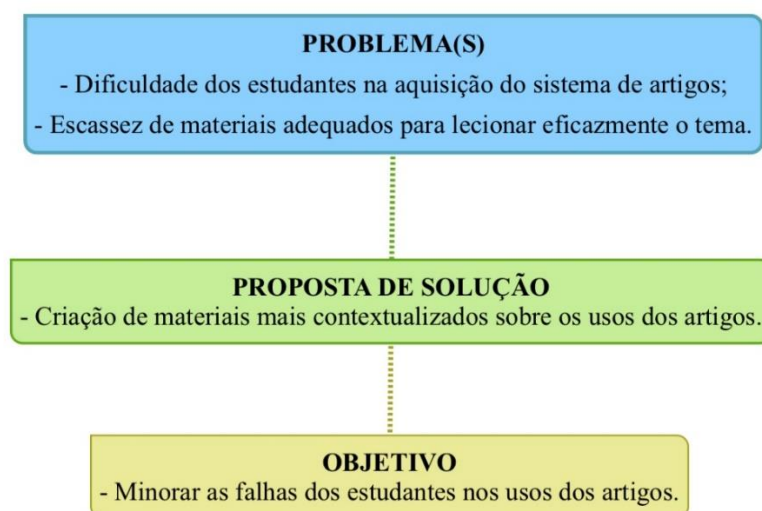 PROBLEMA(S)
- Dificuldade dos estudantes na aquisição do sistema de artigos;
- Escassez de materiais adequados para lecionar eficazmente o tema.
PROPOSTA DE SOLUÇÃO
- Criação de materiais mais contextualizados sobre os usos dos artigos.
OBJETIVO
- Minorar as falhas dos estudantes nos usos dos artigos.